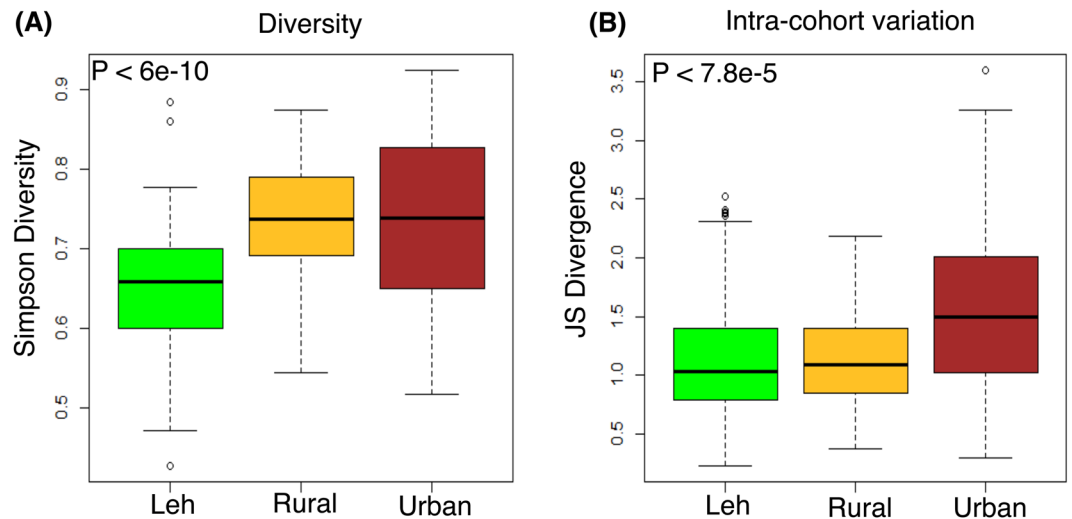 (A)
Diversity
P < 6e-10
Simpson Diversity
0.9
0.8
0.7
0.6
0.5
Leh
Rural
Urban
(B)
Intra-cohort variation
P < 7.8e-5
JS Divergence
3.5
3.0
2.5
2.0
1.5
1.0
0.5
Leh
Rural
Urban